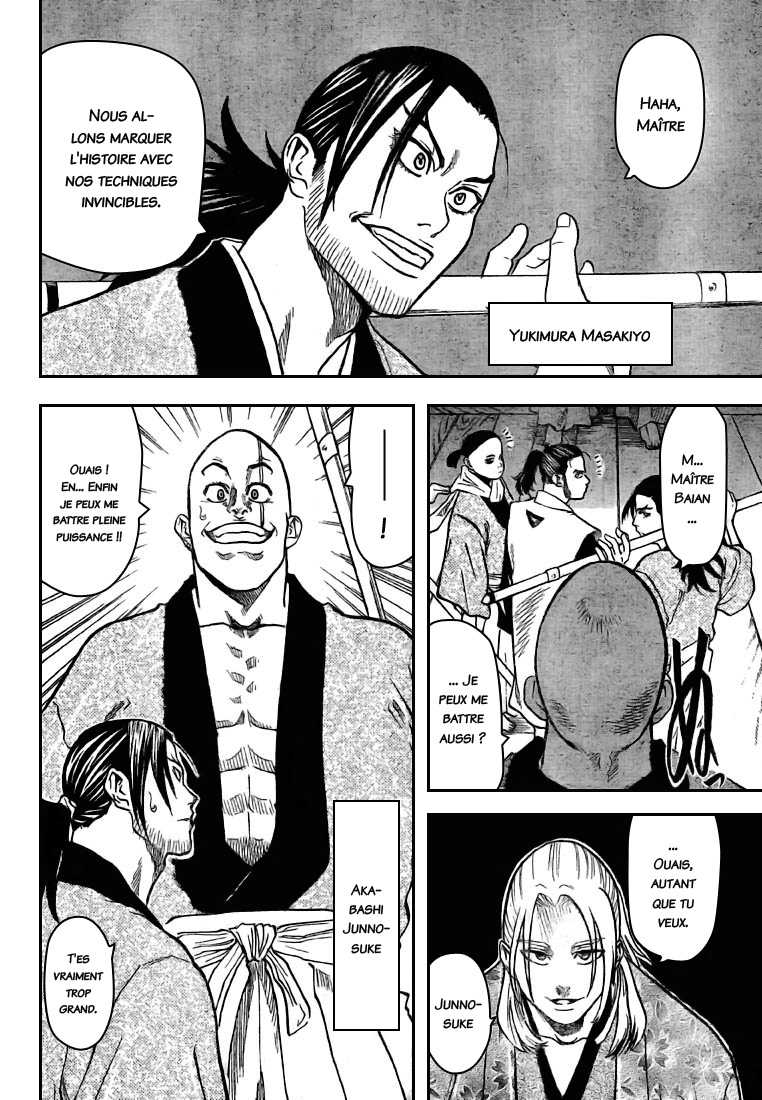 Haha,
Maître
Nous al-
lons marquer
l'histoire avec
nos techniques
invincibles.
Yukimura Masakiyo
M...
Maître
Baian
...
... Je
peux me
battre
aussi ?
...
Ouais,
autant
que tu
veux.
Junno-
suke
!
Ouais !
En... Enfin
je peux me
battre pleine
puissance !!
Aka-
bashi
Junno-
suke
T'es
vraiment
trop
grand.